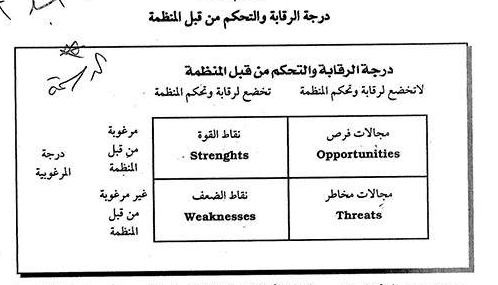 درجة الرقابة والتحكم من قبل المنظمة
درجة الرقابة والتحكم من قبل المنظمة
لاتخضع لرقابة وتحكم المنظمة
تخضع لرقابة وتحكم المنظمة
درجة
المرغوبية
مرغوبة
من قبل
المنظمة
نقاط القوة
Strenghts
مجالات فرص
Opportunities
غير مرغوبة
من قبل
المنظمة
نقاط الضعف
Weaknesses
مجالات مخاطر
Threats